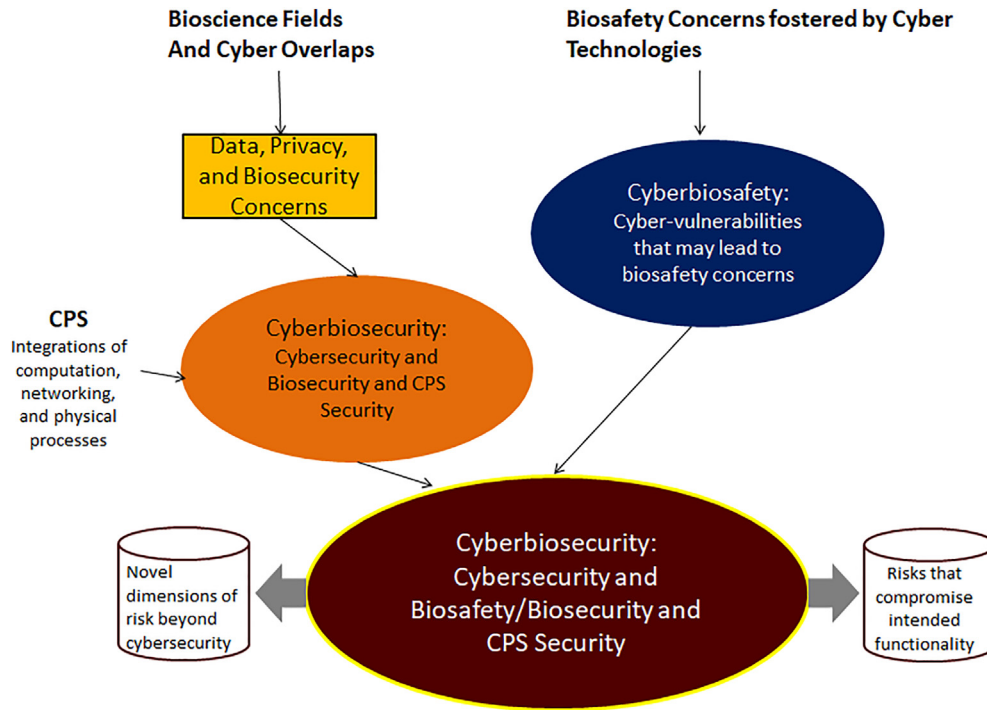 Bioscience Fields
And Cyber Overlaps
Biosafety Concerns fostered by Cyber
Technologies
Data, Privacy,
and Biosecurity
Concerns
Cyberbiosafety:
Cyber-vulnerabilities
that may lead to
biosafety concerns
CPS
Integrations of
computation,
networking,
and physical
processes
Cyberbiosecurity:
Cybersecurity and
Biosecurity and CPS
Security
Cyberbiosecurity:
Cybersecurity and
Biosafety/Biosecurity and
CPS Security
Novel
dimensions of
risk beyond
cybersecurity
Risks that
compromise
intended
functionality